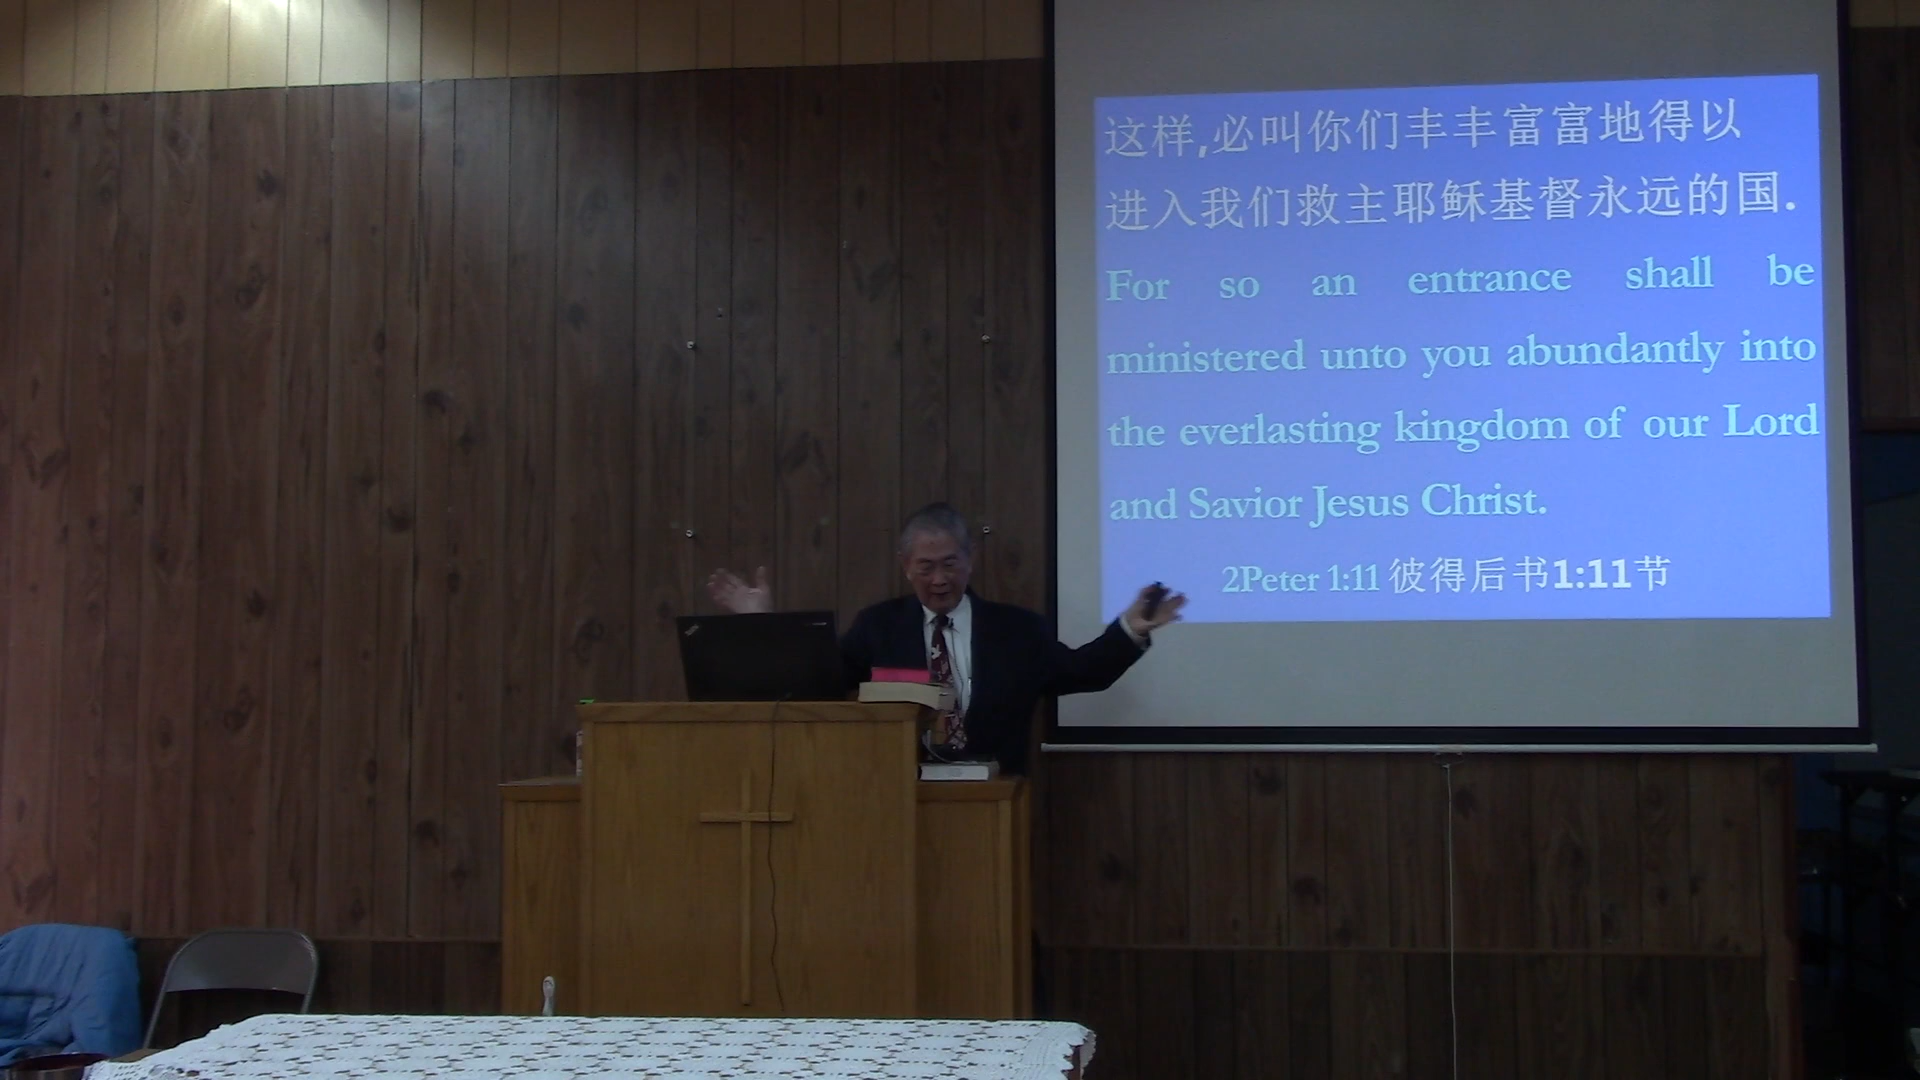 这样,必叫你们丰丰富富地得以
进入我们救主耶稣基督永远的国.
For so an entrance shall be
ministered unto you abundantly into
the everlasting kingdom of our Lord
and Savior Jesus Christ.
2Peter 1:11 彼得后书1:11节